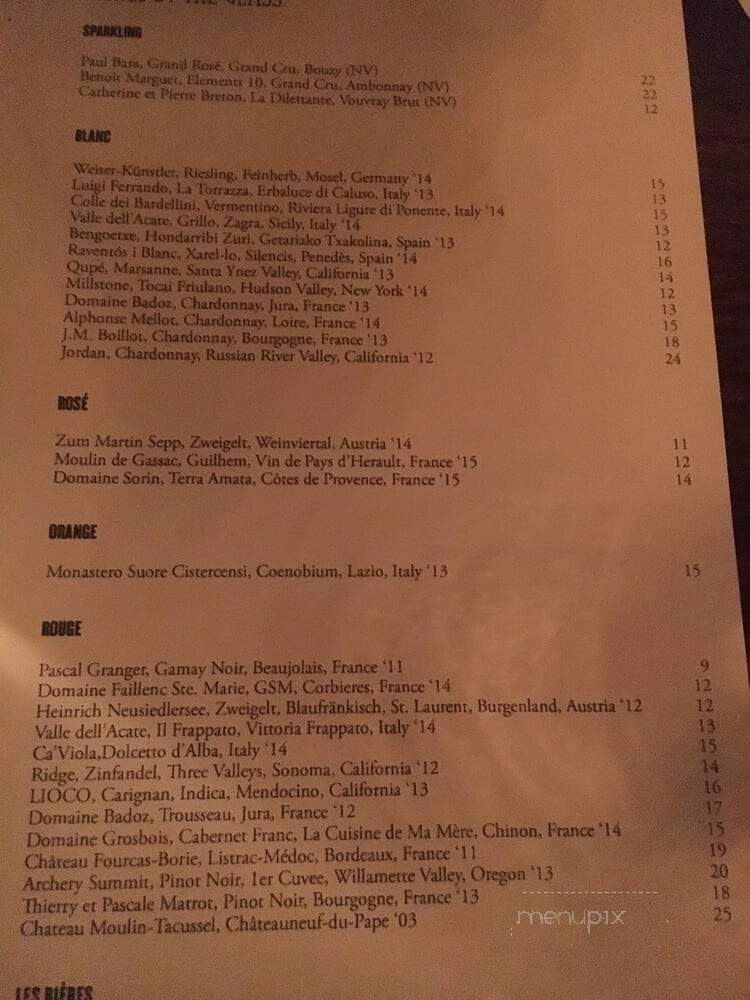 BY THE GLASS
SPARKLING
Paul Bara, Grand Rosé, Grand Cru, Bouzy (NV) 22
Benoit Marguet, Elements 10, Grand Cru, Ambonnay (NV) 22
Catherine et Pierre Breton, La Dilettante, Vouvray Brut (NV) 12
BLANC
Weiser-Künstler, Riesling, Feinherb, Mosel, Germany '14 15
Luigi Ferrando, La Torrazza, Erbaluce di Caluso, Italy '13 13
Colle dei Bardellini, Vermentino, Riviera Ligure di Ponente, Italy '14 15
Valle dell'Acate, Grillo, Zagra, Sicily, Italy '14 13
Bengoetxe, Hondarribi Zuri, Getariako Txakolina, Spain '13 12
Raventós i Blanc, Xarel-lo, Silencis, Penedès, Spain '14 16
Qupé, Marsanne, Santa Ynez Valley, California '13 14
Millstone, Tocai Friulano, Hudson Valley, New York '14 12
Domaine Badoz, Chardonnay, Jura, France '13 13
Alphonse Mellot, Chardonnay, Loire, France '14 15
J.M. Boillot, Chardonnay, Bourgogne, France '13 18
Jordan, Chardonnay, Russian River Valley, California '12 24
ROSÉ
Zum Martin Sepp, Zweigelt, Weinviertal, Austria '14 11
Moulin de Gassac, Guilhem, Vin de Pays d'Herault, France '15 12
Domaine Sorin, Terra Amata, Côtes de Provence, France '15 14
ORANGE
Monastero Suore Cistercensi, Coenobium, Lazio, Italy '13 15
ROUGE
Pascal Granger, Gamay Noir, Beaujolais, France '11 9
Domaine Faillenc Ste. Marie, GSM, Corbieres, France '14 12
Heinrich Neusiedlersee, Zweigelt, Blaufränkisch, St. Laurent, Burgenland, Austria '12 12
Valle dell'Acate, Il Frappato, Vittoria Frappato, Italy '14 13
Ca'Viola,Dolcetto d'Alba, Italy '14 15
Ridge, Zinfandel, Three Valleys, Sonoma, California '12 14
LIOCO, Carignan, Indica, Mendocino, California '13 16
Domaine Badoz, Trousseau, Jura, France '12 17
Domaine Grosbois, Cabernet Franc, La Cuisine de Ma Mère, Chinon, France '14 15
Château Fourcas-Borie, Listrac-Médoc, Bordeaux, France '11 19
Archery Summit, Pinot Noir, 1er Cuvee, Willamette Valley, Oregon '13 20
Thierry et Pascale Matrot, Pinot Noir, Bourgogne, France '13 18
Chateau Moulin-Tacussel, Châteauneuf-du-Pape '03 25
menupix
LES BIÈRES